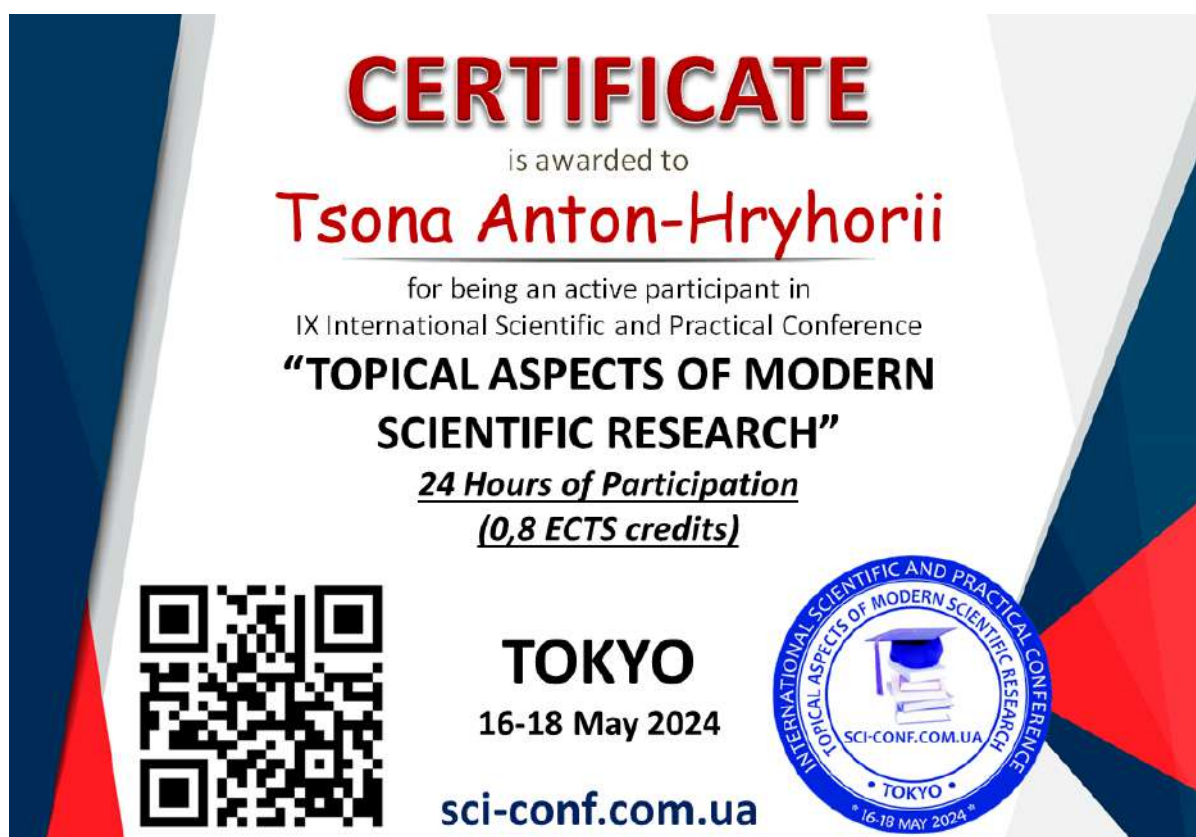 CERTIFICATE
is awarded to
Tsona Anton-Hryhorii
for being an active participant in
IX International Scientific and Practical Conference
“TOPICAL ASPECTS OF MODERN
SCIENTIFIC RESEARCH”
24 Hours of Participation
(0,8 ECTS credits)
TOKYO
16-18 May 2024
sci-conf.com.ua
INTERNATIONAL SCIENTIFIC AND PRACTICAL CONFERENCE
TOPICAL ASPECTS OF MODERN SCIENTIFIC RESEARCH
SCI-CONF.COM.UA
• TOKYO •
* 16-18 MAY 2024 *